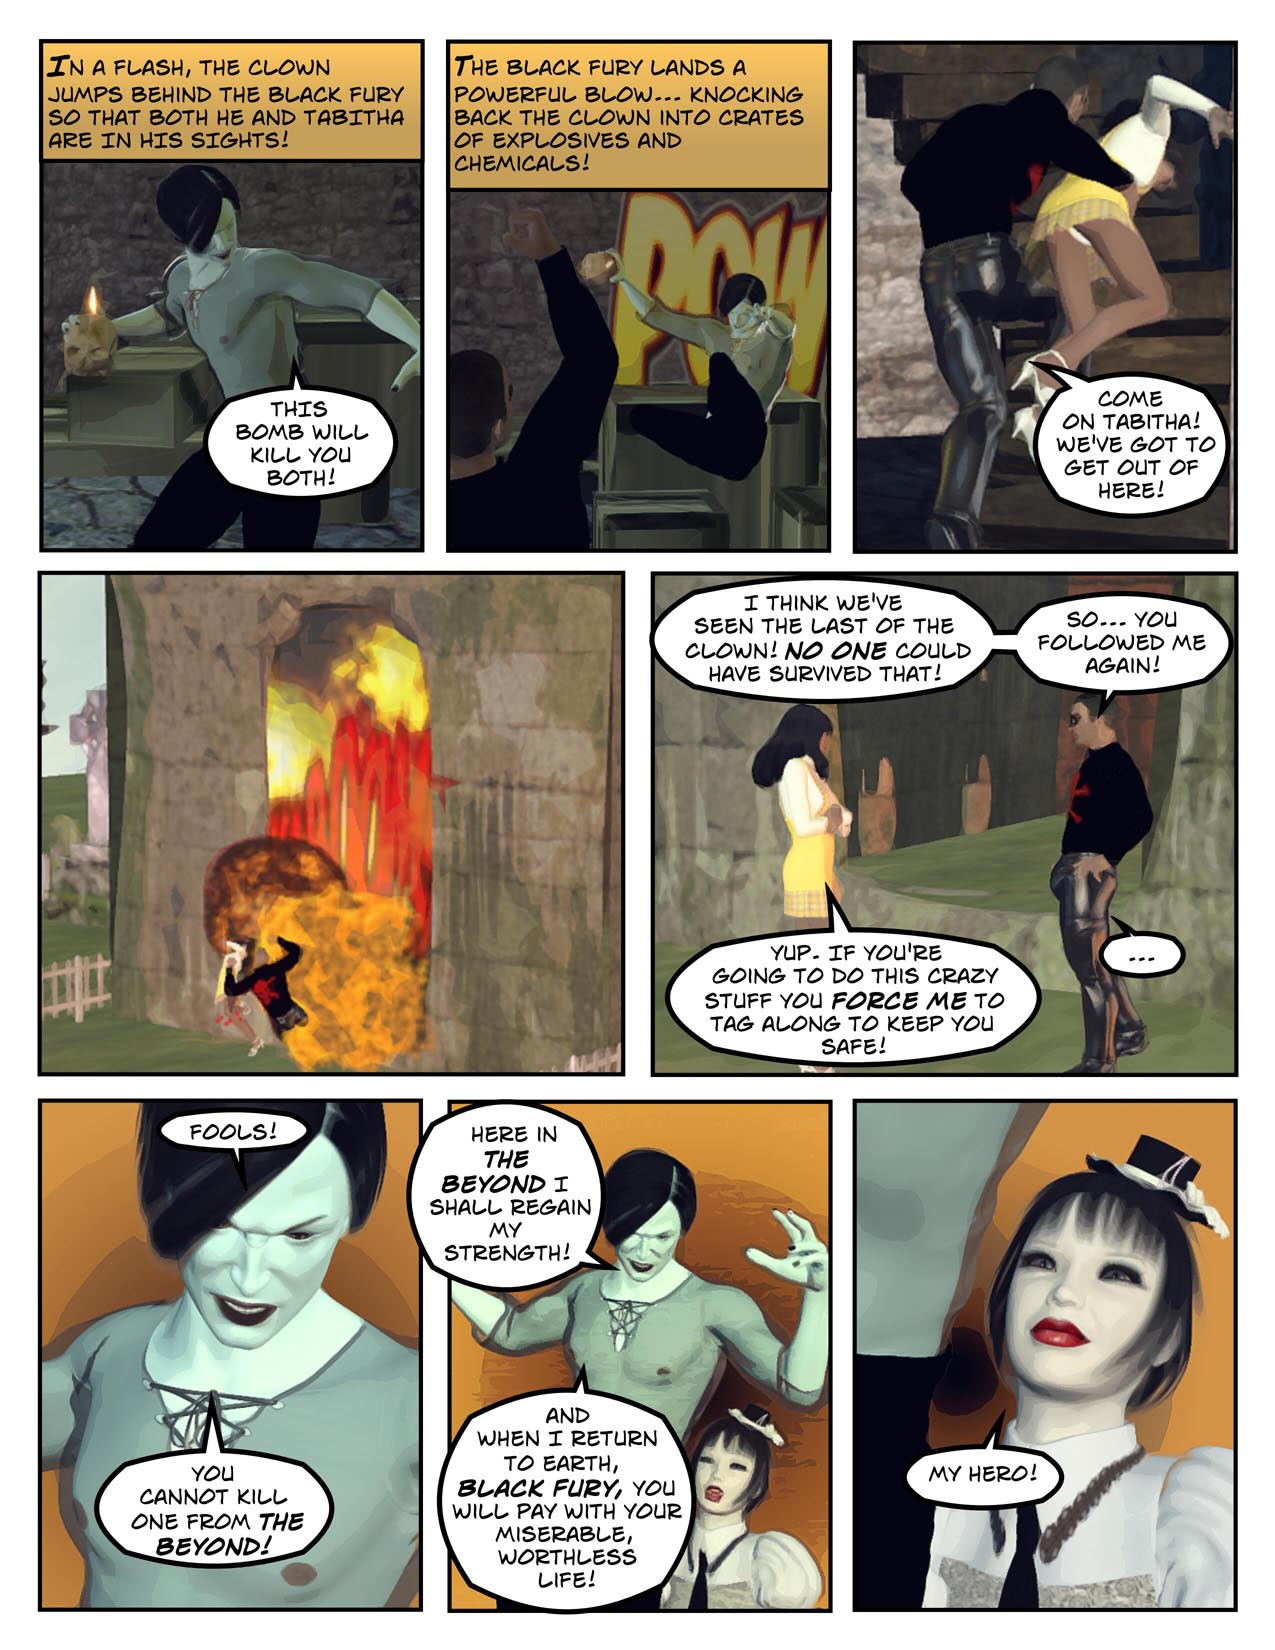 IN A FLASH, THE CLOWN
JUMPS BEHIND THE BLACK FURY
SO THAT BOTH HE AND TABITHA
ARE IN HIS SIGHTS!
THIS
BOMB WILL
KILL YOU
BOTH!
THE BLACK FURY LANDS A
POWERFUL BLOW... KNOCKING
BACK THE CLOWN INTO CRATES
OF EXPLOSIVES AND
CHEMICALS!
POW
COME
ON TABITHA!
WE'VE GOT TO
GET OUT OF
HERE!
I THINK WE'VE
SEEN THE LAST OF THE
CLOWN! NO ONE COULD
HAVE SURVIVED THAT!
SO... YOU
FOLLOWED ME
AGAIN!
YUP. IF YOU'RE
GOING TO DO THIS CRAZY
STUFF YOU FORCE ME TO
TAG ALONG TO KEEP YOU
SAFE!
...
FOOLS!
YOU
CANNOT KILL
ONE FROM THE
BEYOND!
HERE IN
THE
BEYOND I
SHALL REGAIN
MY
STRENGTH!
AND
WHEN I RETURN
TO EARTH,
BLACK FURY, YOU
WILL PAY WITH YOUR
MISERABLE,
WORTHLESS
LIFE!
MY HERO!